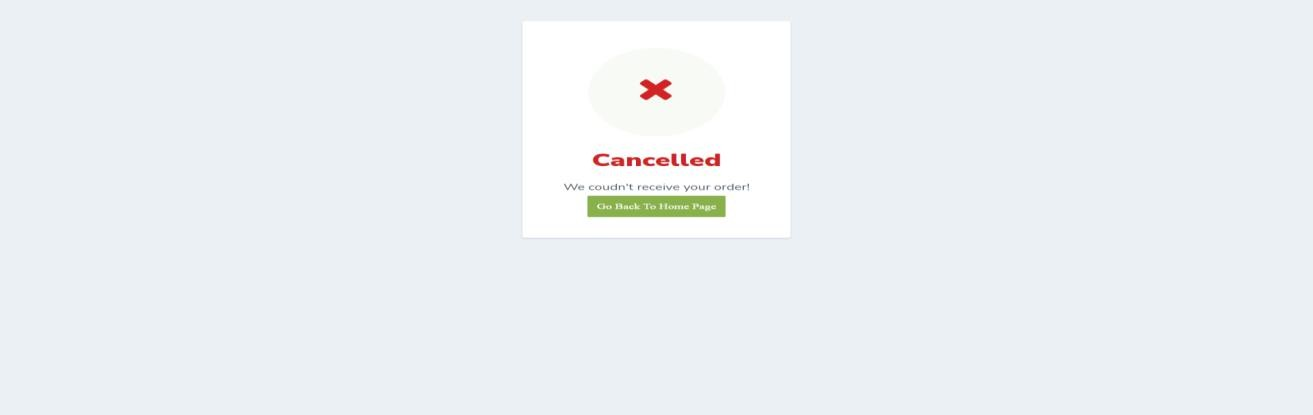 Cancelled
We coudn't receive your order!
Go Back To Home Page